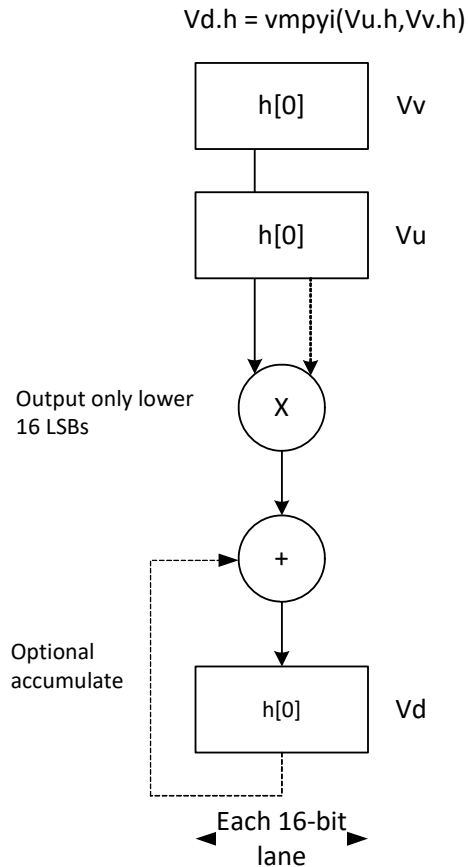 Vd.h = vmpyi(Vu.h,Vv.h)
h[0] Vv
h[0] Vu
Output only lower
16 LSBs
X
+
Optional
accumulate
h[0] Vd
Each 16-bit
lane